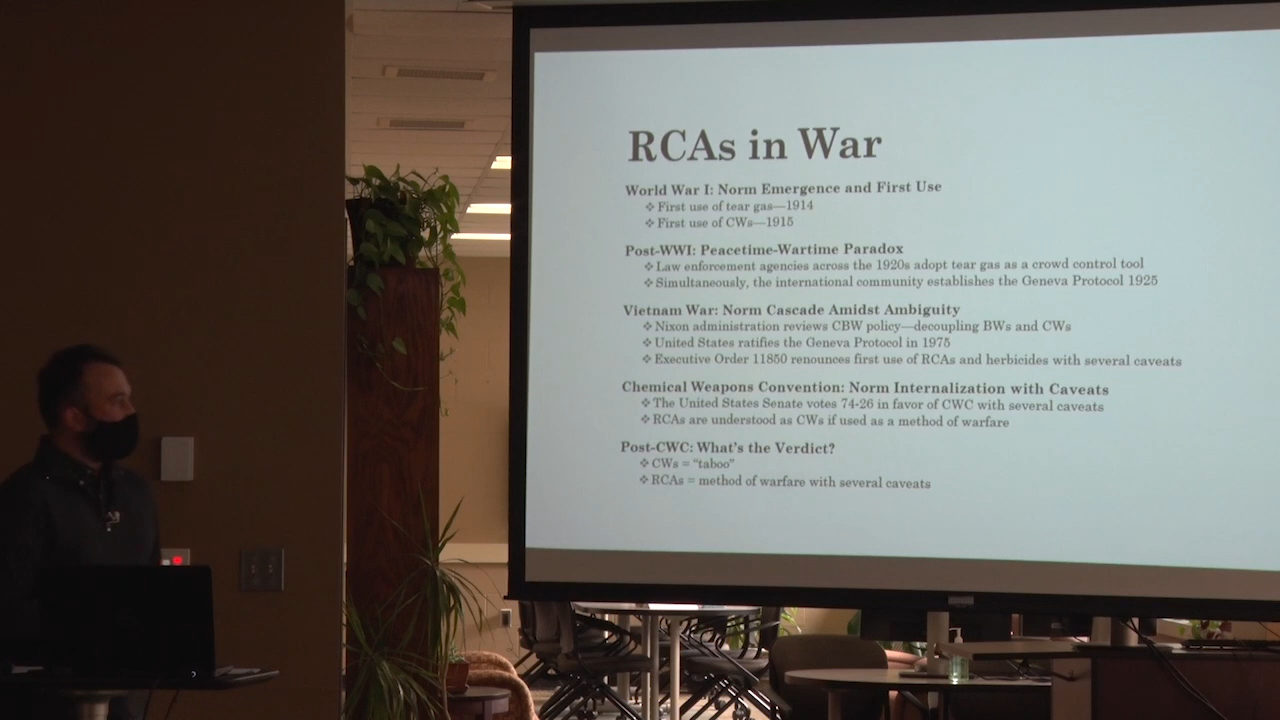 RCAs in War
World War I: Norm Emergence and First Use
❖ First use of tear gas—1914
❖ First use of CWs—1915
Post-WWI: Peacetime-Wartime Paradox
❖ Law enforcement agencies across the 1920s adopt tear gas as a crowd control tool
❖ Simultaneously, the international community establishes the Geneva Protocol 1925
Vietnam War: Norm Cascade Amidst Ambiguity
❖ Nixon administration reviews CBW policy—decoupling BWs and CWs
❖ United States ratifies the Geneva Protocol in 1975
❖ Executive Order 11850 renounces first use of RCAs and herbicides with several caveats
Chemical Weapons Convention: Norm Internalization with Caveats
❖ The United States Senate votes 74-26 in favor of CWC with several caveats
❖ RCAs are understood as CWs if used as a method of warfare
Post-CWC: What's the Verdict?
❖ CWs = "taboo"
❖ RCAs = method of warfare with several caveats